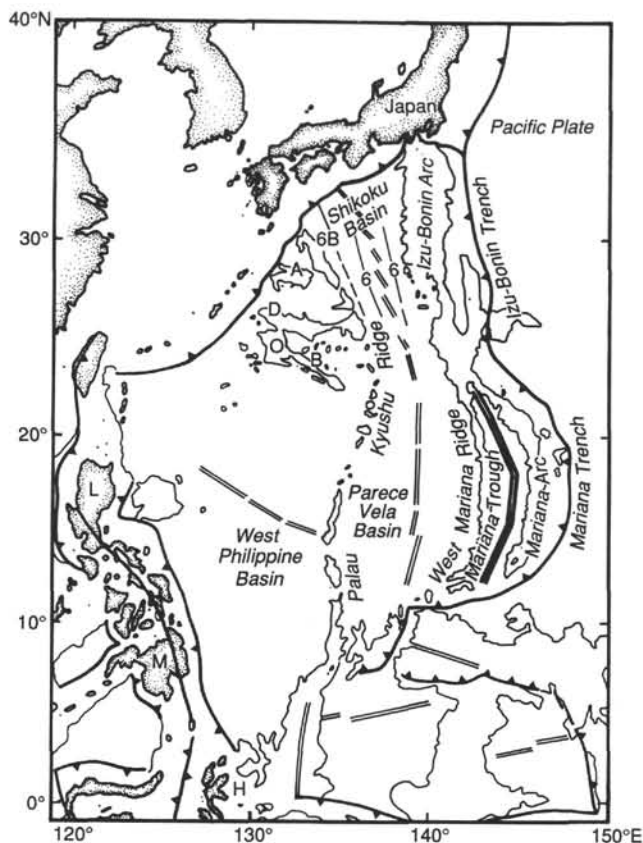 40°N
Japan
Pacific Plate
Shikoku
Basin
Izu-Bonin Arc
Izu-Bonin Trench
30°
6B
6
6
A
D
O
B
Kyushu
Ridge
20°
L
West
Philippine
Basin
Parece
Vela
Basin
Palau
West Mariana Ridge
Mariana Trough
Mariana Arc
Mariana Trench
10°
M
H
0°
120°
130°
140°
150°E